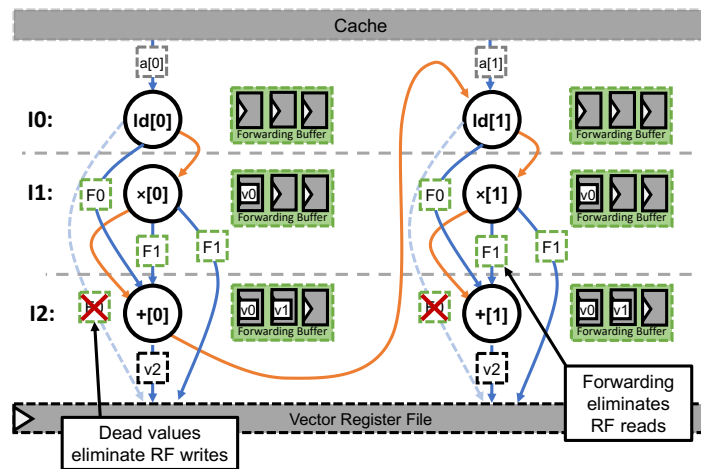 Cache
a[0]
a[1]
I0:
ld[0]
Forwarding Buffer
ld[1]
Forwarding Buffer
I1:
F0
×[0]
v0
Forwarding Buffer
F0
×[1]
v0
Forwarding Buffer
F1
F1
F1
F1
I2:
+[0]
v0
v1
Forwarding Buffer
+[1]
v0
v1
Forwarding Buffer
v2
v2
Forwarding
eliminates
RF reads
Vector Register File
Dead values
eliminate RF writes